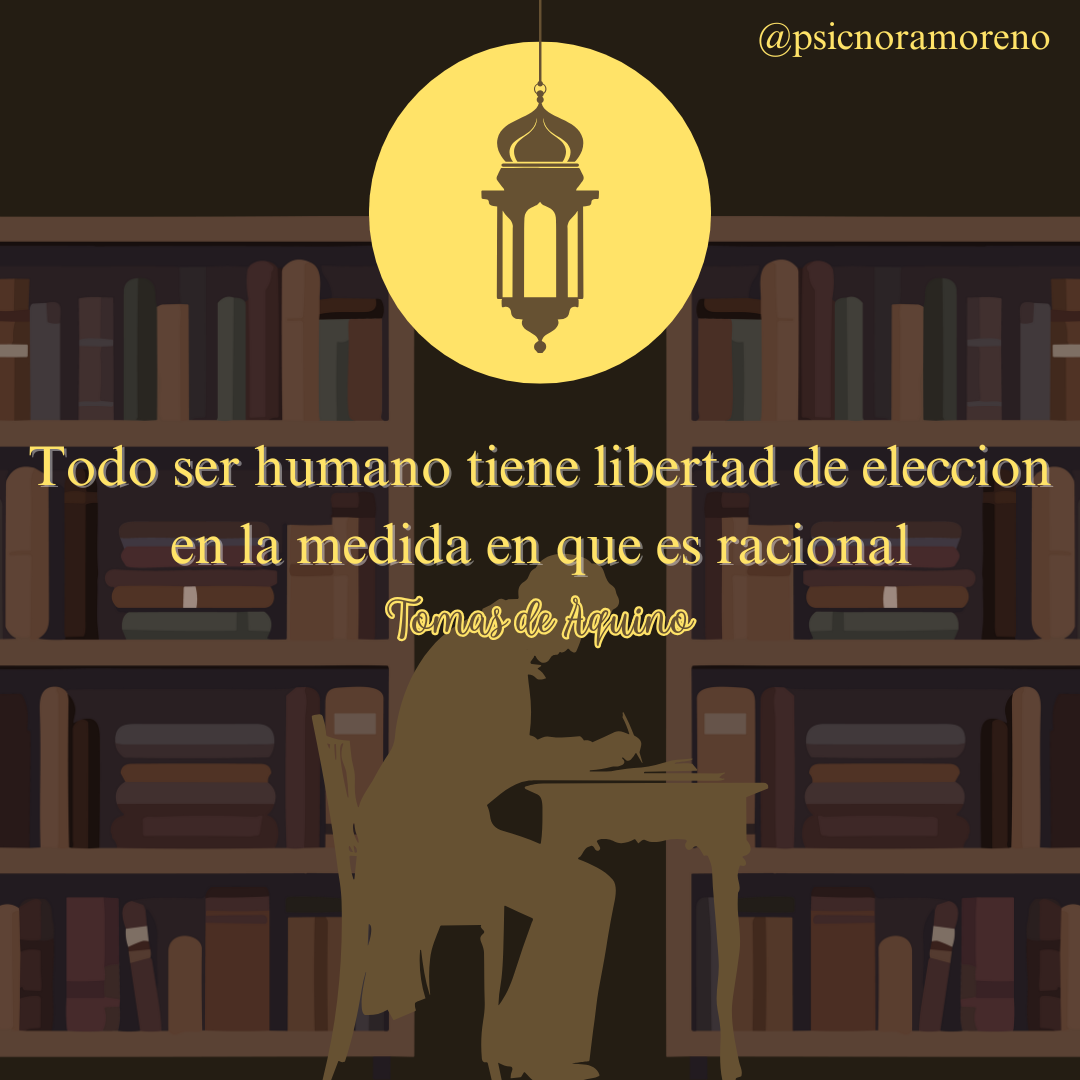 @psicnoramoreno
Todo ser humano tiene libertad de eleccion
en la medida en que es racional
Tomas de Aquino